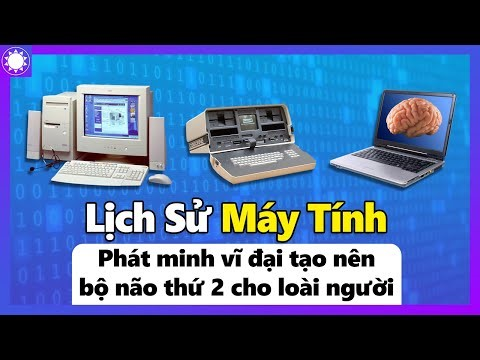 Lịch Sử Máy Tính
Phát minh vĩ đại tạo nên
bộ não thứ 2 cho loài người